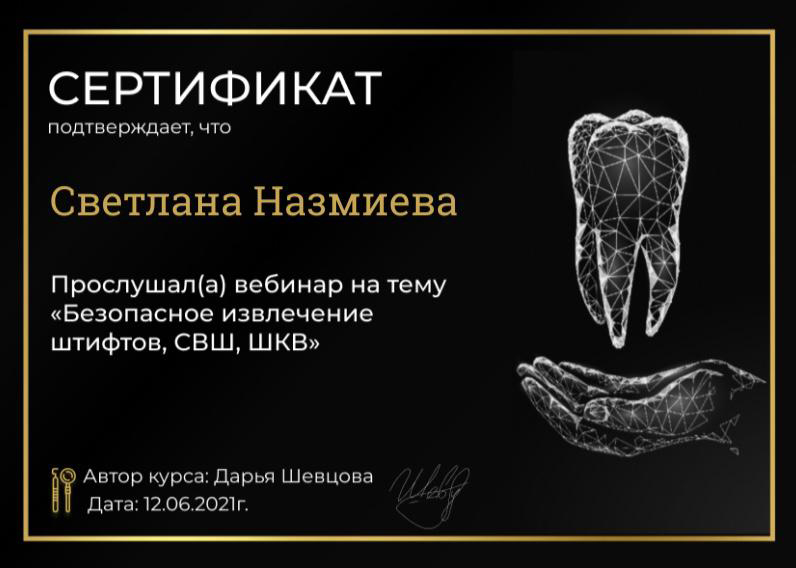 СЕРТИФИКАТ
подтверждает, что
Светлана Назмиева
Прослушал(а) вебинар на тему
«Безопасное извлечение
штифтов, СВШ, ШКВ»
Автор курса: Дарья Шевцова
Дата: 12.06.2021г.